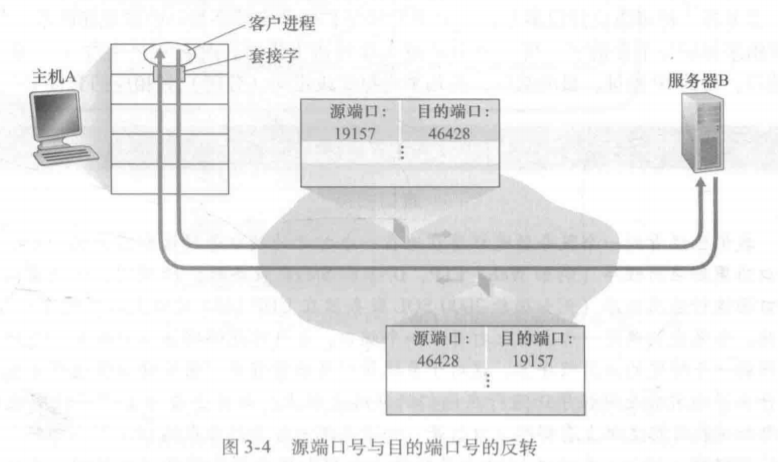 客户进程
套接字
主机A
服务器B
源端口： 目的端口：
19157 46428
源端口： 目的端口：
46428 19157
图 3-4 源端口号与目的端口号的反转